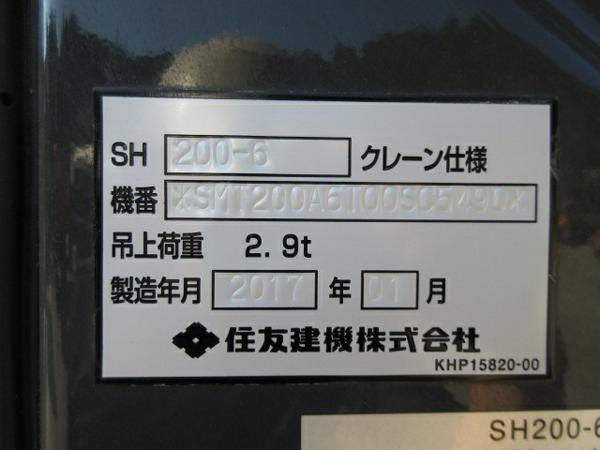 SH 200-6 クレーン仕様
機番 *SMT200A6T00SC5490*
吊上荷重 2.9t
製造年月 2017 年 01 月
住友建機株式会社
KHP15820-00
SH200-6